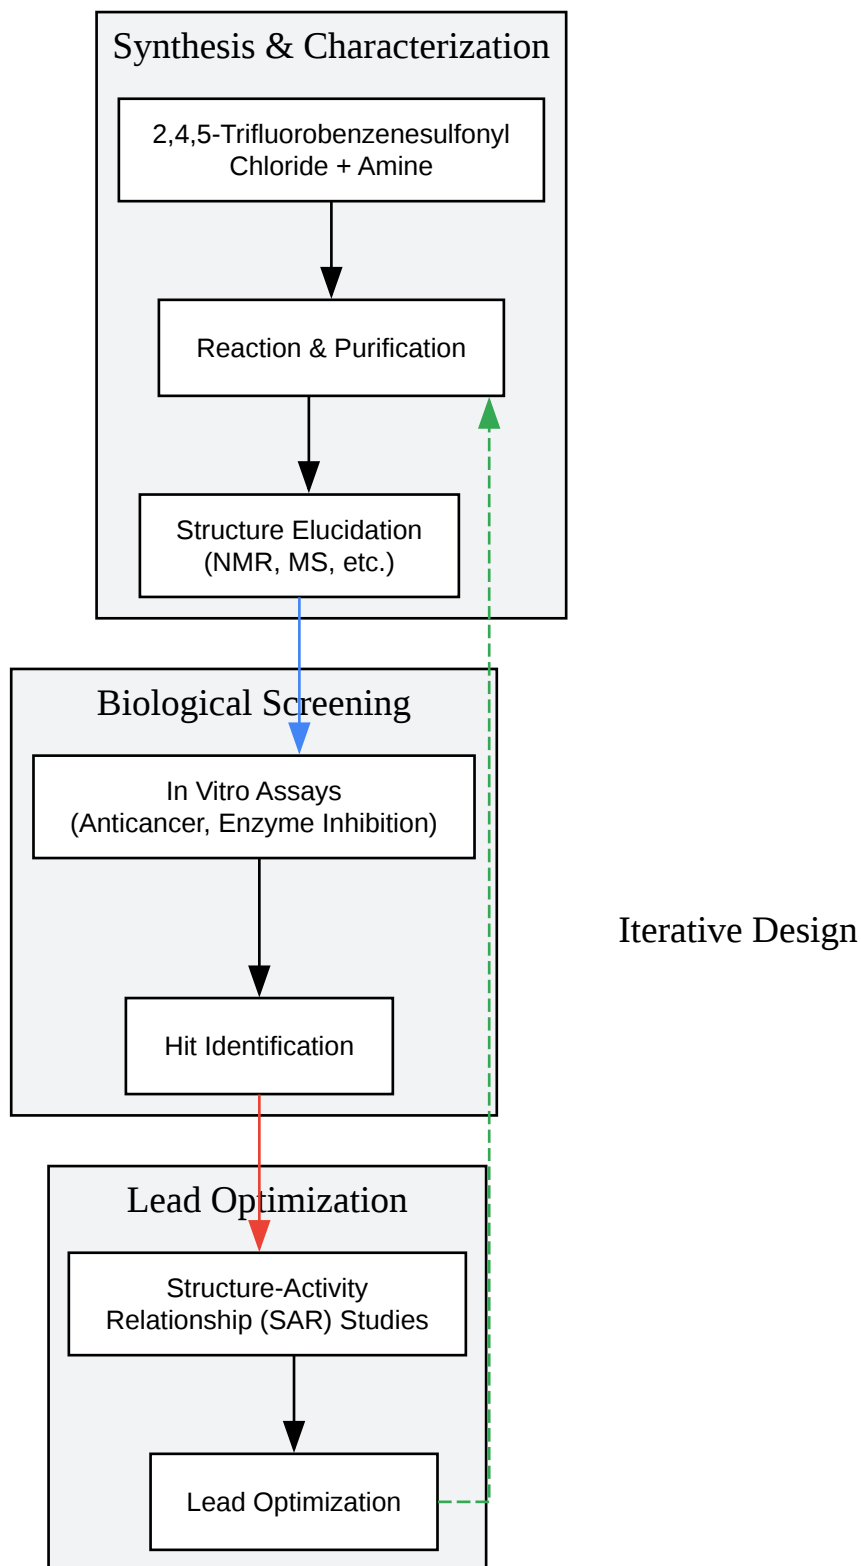 Synthesis & Characterization
2,4,5-Trifluorobenzenesulfonyl
Chloride + Amine
Reaction & Purification
Structure Elucidation
(NMR, MS, etc.)
Biological Screening
In Vitro Assays
(Anticancer, Enzyme Inhibition)
Iterative Design
Hit Identification
Lead Optimization
Structure-Activity
Relationship (SAR) Studies
Lead Optimization